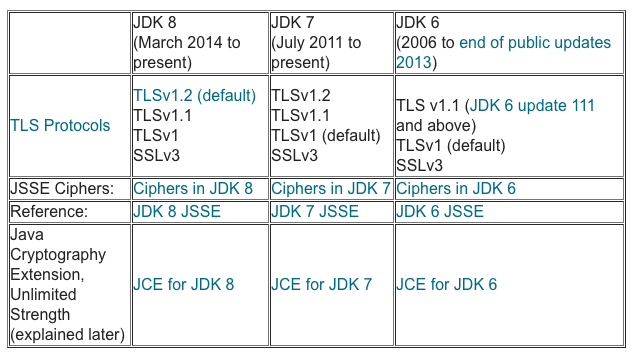 JDK 8
(March 2014 to
present)
JDK 7
(July 2011 to
present)
JDK 6
(2006 to end of public updates
2013)
TLS Protocols
TLSv1.2 (default)
TLSv1.1
TLSv1
SSLv3
TLSv1.2
TLSv1.1
TLSv1 (default)
SSLv3
TLS v1.1 (JDK 6 update 111
and above)
TLSv1 (default)
SSLv3
JSSE Ciphers:
Ciphers in JDK 8
Ciphers in JDK 7
Ciphers in JDK 6
Reference:
JDK 8 JSSE
JDK 7 JSSE
JDK 6 JSSE
Java
Cryptography
Extension,
Unlimited
Strength
(explained later)
JCE for JDK 8
JCE for JDK 7
JCE for JDK 6